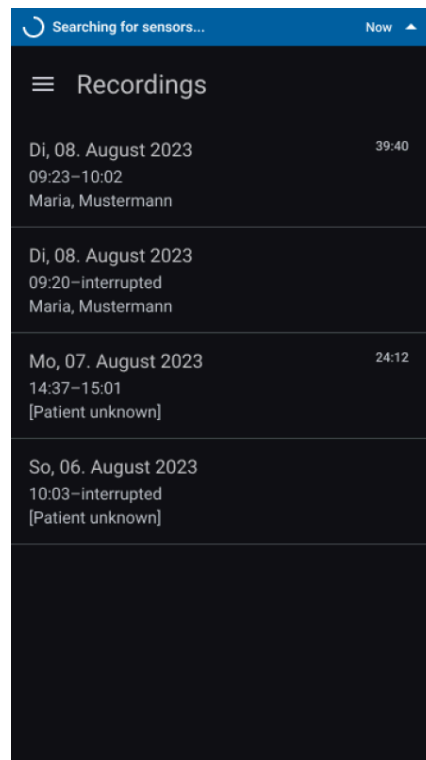 Searching for sensors... Now
Recordings
Di, 08. August 2023 39:40
09:23–10:02
Maria, Mustermann
Di, 08. August 2023
09:20–interrupted
Maria, Mustermann
Mo, 07. August 2023 24:12
14:37–15:01
[Patient unknown]
So, 06. August 2023
10:03–interrupted
[Patient unknown]